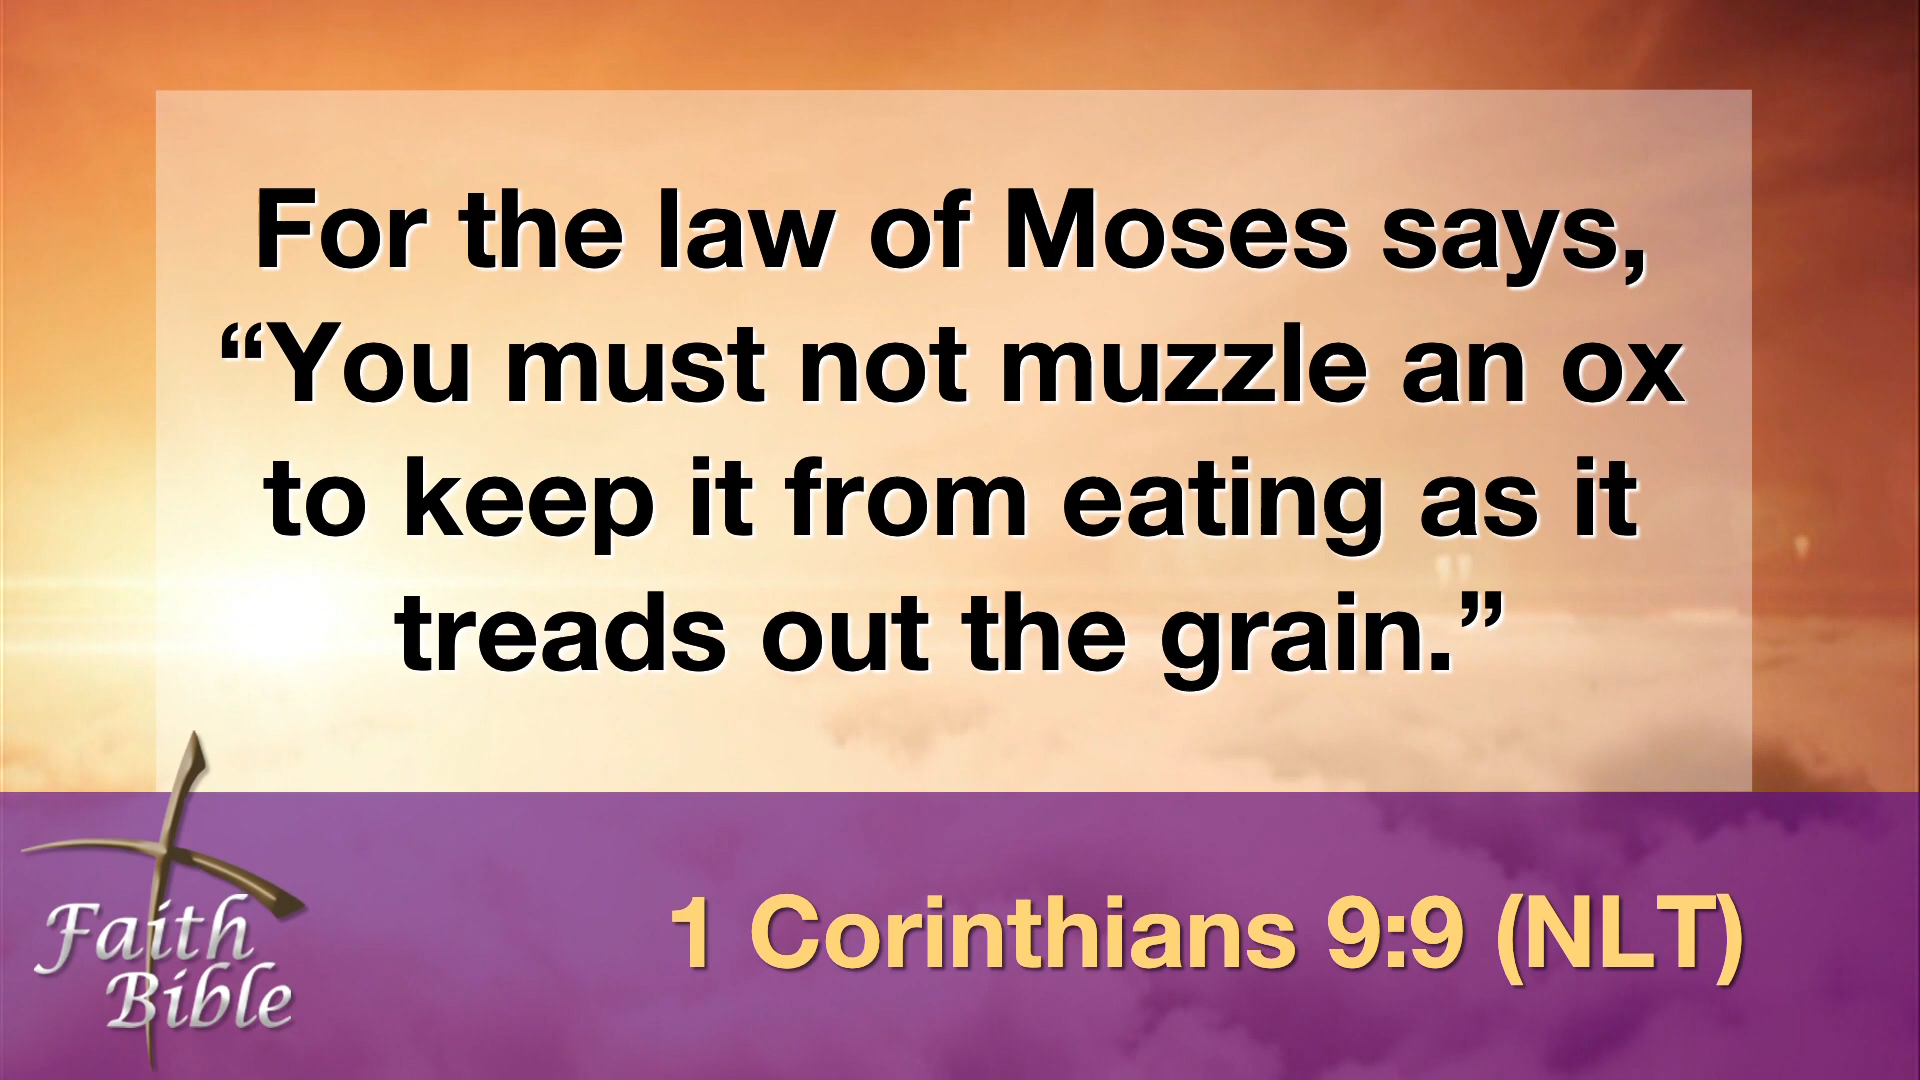 For the law of Moses says,
“You must not muzzle an ox
to keep it from eating as it
treads out the grain.”
1 Corinthians 9:9 (NLT)
Faith
Bible